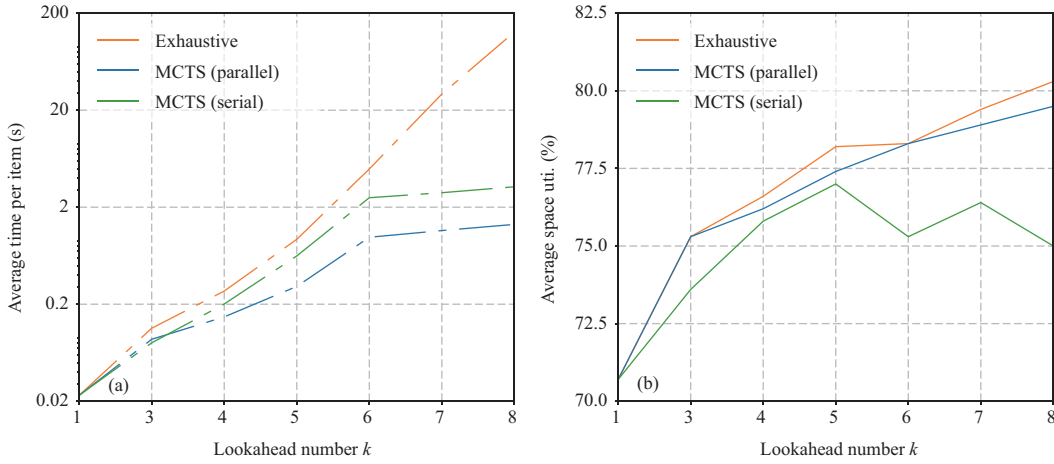 200
20
2
0.2
0.02
Average time per item (s)
Exhaustive
MCTS (parallel)
MCTS (serial)
(a)
1 3 4 5 6 7 8
Lookahead number k
80.0
77.5
75.0
72.5
70.0
Average space uti. (%)
Exhaustive
MCTS (parallel)
MCTS (serial)
(b)
1 3 4 5 6 7 8
Lookahead number k